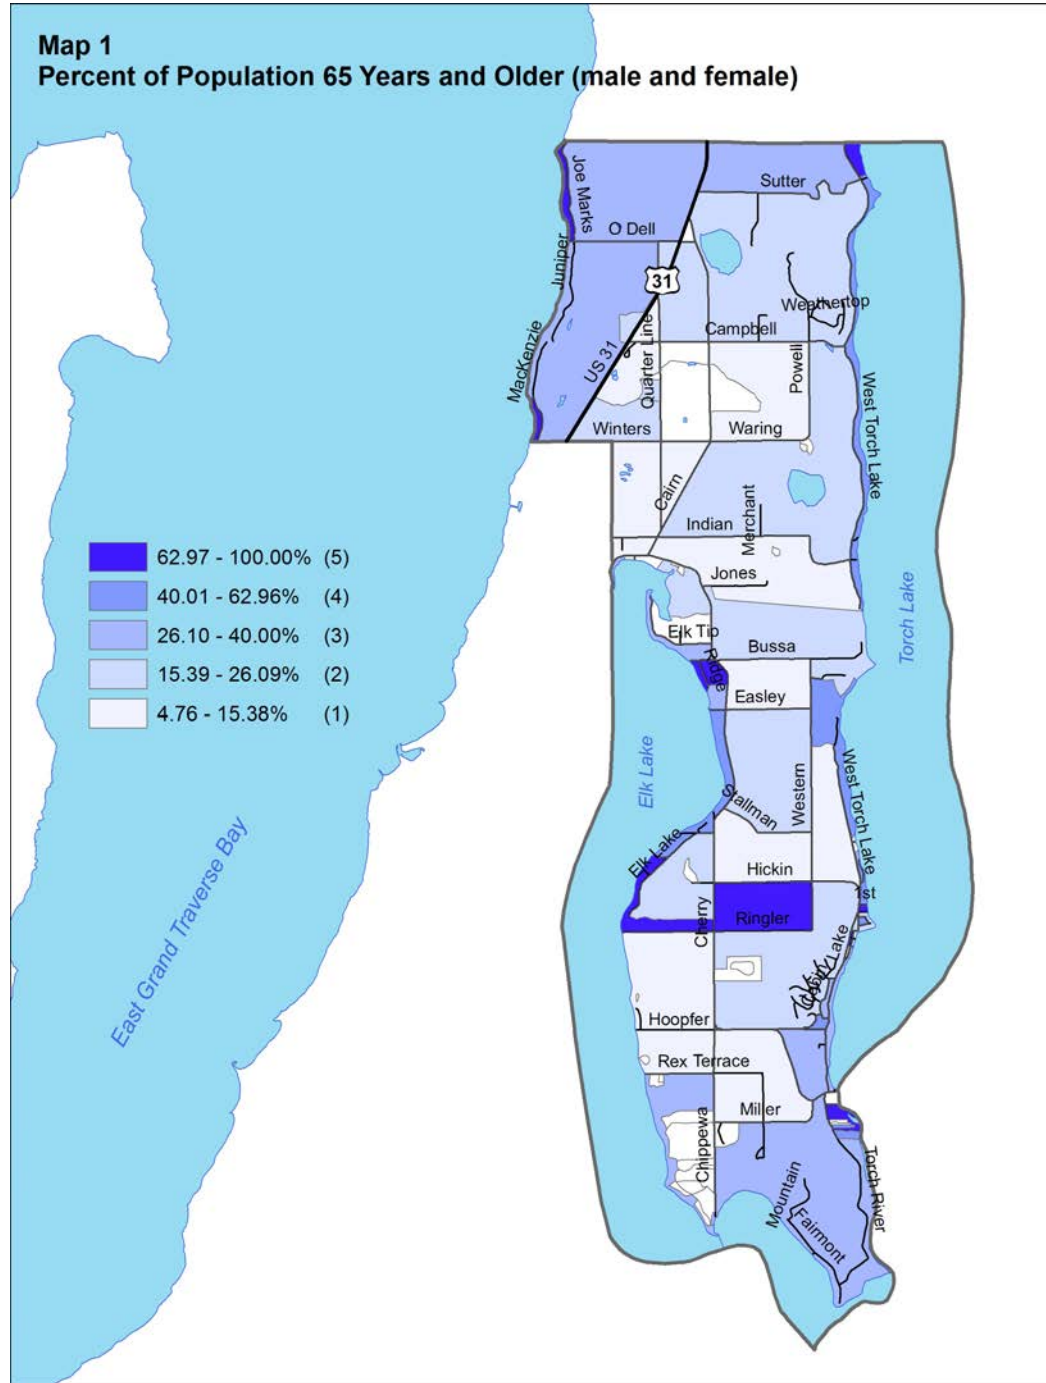 Map 1
Percent of Population 65 Years and Older (male and female)
Joe Marks
Sutter
O Dell
Juniper
31
Weathertop
MacKenzie
US 31
Quarter Line
Campbell
Powell
West Torch Lake
Winters
Waring
Cairn
Merchant
Indian
62.97 - 100.00% (5)
40.01 - 62.96% (4)
26.10 - 40.00% (3)
15.39 - 26.09% (2)
4.76 - 15.38% (1)
Jones
Torch Lake
Elk Tip
Bussa
Ridge
Easley
Elk Lake
Stallman
Western
West Torch Lake
Elk Lake
Hickin
1st
Cherry
Ringler
East Grand Traverse Bay
Lake
Hoopfer
Rex Terrace
Miller
Chippewa
Mountain
Fairmont
Torch River